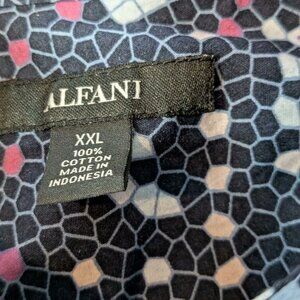 ALFANI
XXL
100%
COTTON
MADE IN
INDONESIA